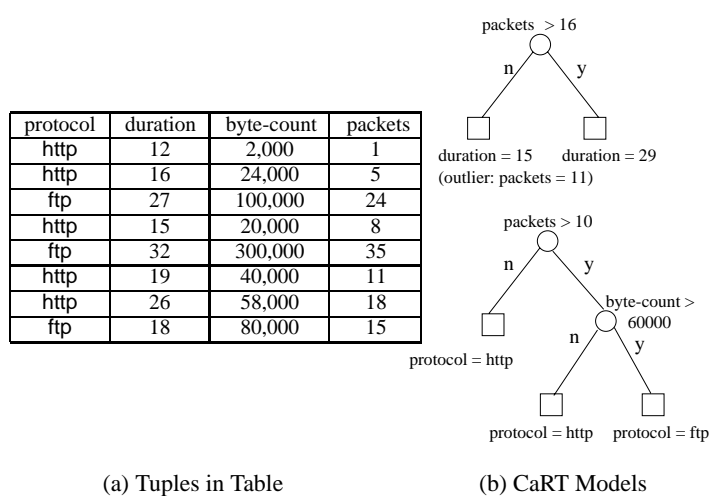 protocol duration byte-count packets
http 12 2,000 1
http 16 24,000 5
ftp 27 100,000 24
http 15 20,000 8
ftp 32 300,000 35
http 19 40,000 11
http 26 58,000 18
ftp 18 80,000 15
(a) Tuples in Table
packets > 16
n y
duration = 15 duration = 29
(outlier: packets = 11)
packets > 10
n y
byte-count >
60000
protocol = http
n y
protocol = http protocol = ftp
(b) CaRT Models